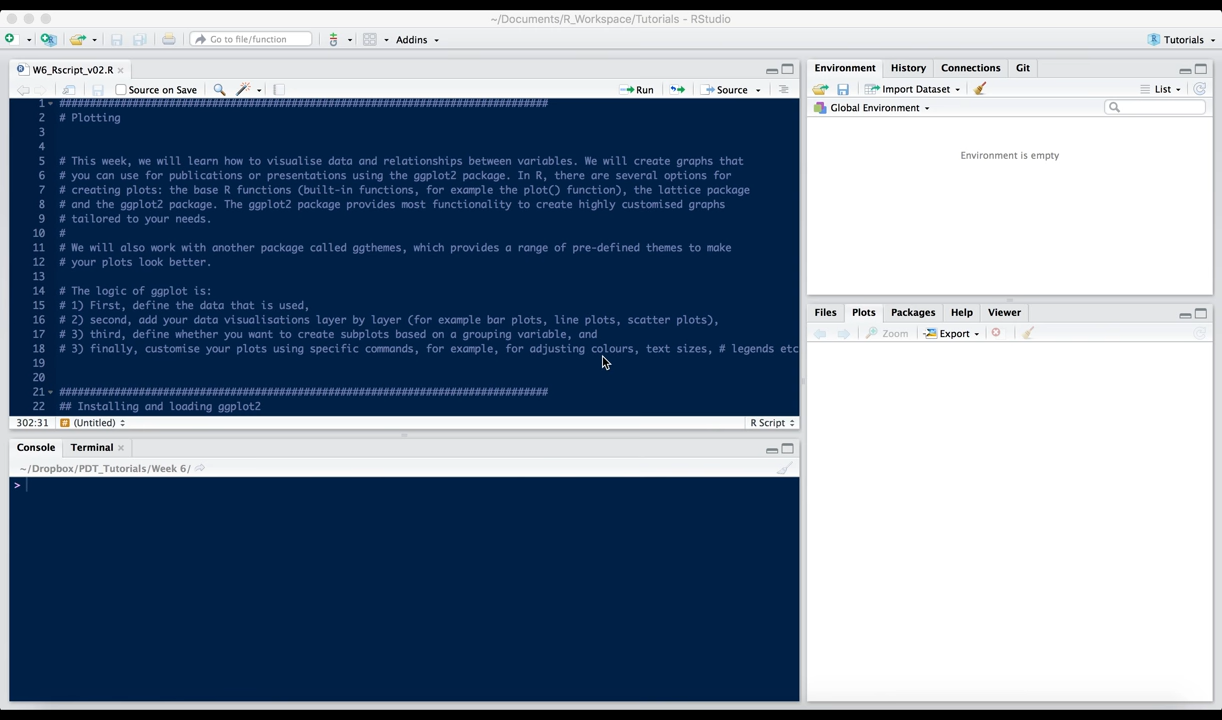 ~/Documents/R_Workspace/Tutorials - RStudio
Go to file/function
Addins
Tutorials
W6_Rscript_v02.R
Source on Save
Run
Source
1 ################################################################################
2 # Plotting
3
4
5 # This week, we will learn how to visualise data and relationships between variables. We will create graphs that
6 # you can use for publications or presentations using the ggplot2 package. In R, there are several options for
7 # creating plots: the base R functions (built-in functions, for example the plot() function), the lattice package
8 # and the ggplot2 package. The ggplot2 package provides most functionality to create highly customised graphs
9 # tailored to your needs.
10 #
11 # We will also work with another package called ggthemes, which provides a range of pre-defined themes to make
12 # your plots look better.
13
14 # The logic of ggplot is:
15 # 1) First, define the data that is used,
16 # 2) second, add your data visualisations layer by layer (for example bar plots, line plots, scatter plots),
17 # 3) third, define whether you want to create subplots based on a grouping variable, and
18 # 3) finally, customise your plots using specific commands, for example, for adjusting colours, text sizes, # legends etc
19
20
21 ################################################################################
22 ## Installing and loading ggplot2
302:31 # (Untitled)
R Script
Console Terminal
~/Dropbox/PDT_Tutorials/Week 6/
>
Environment History Connections Git
Import Dataset
List
Global Environment
Environment is empty
Files Plots Packages Help Viewer
Zoom Export